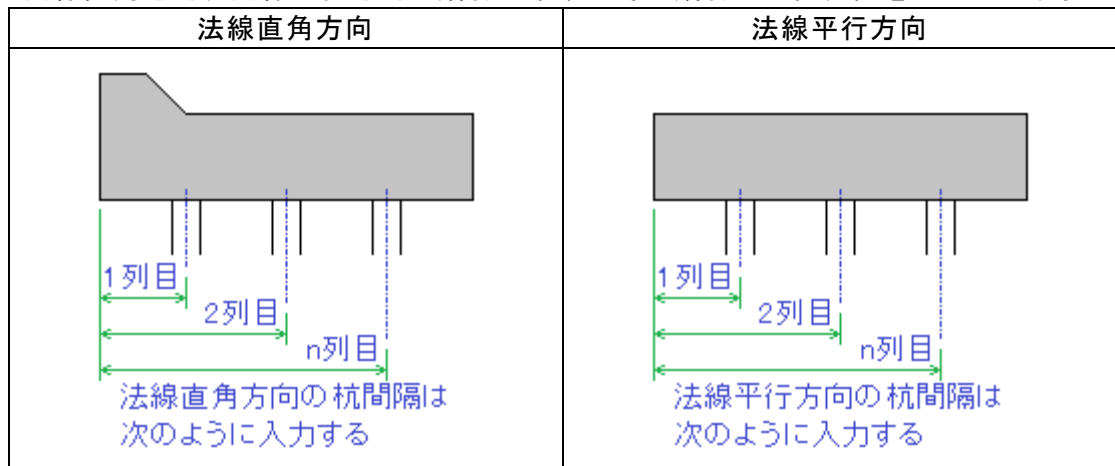 法線直角方向
法線平行方向
1列目
2列目
n列目
法線直角方向の杭間隔は
次のように入力する
1列目
2列目
n列目
法線平行方向の杭間隔は
次のように入力する